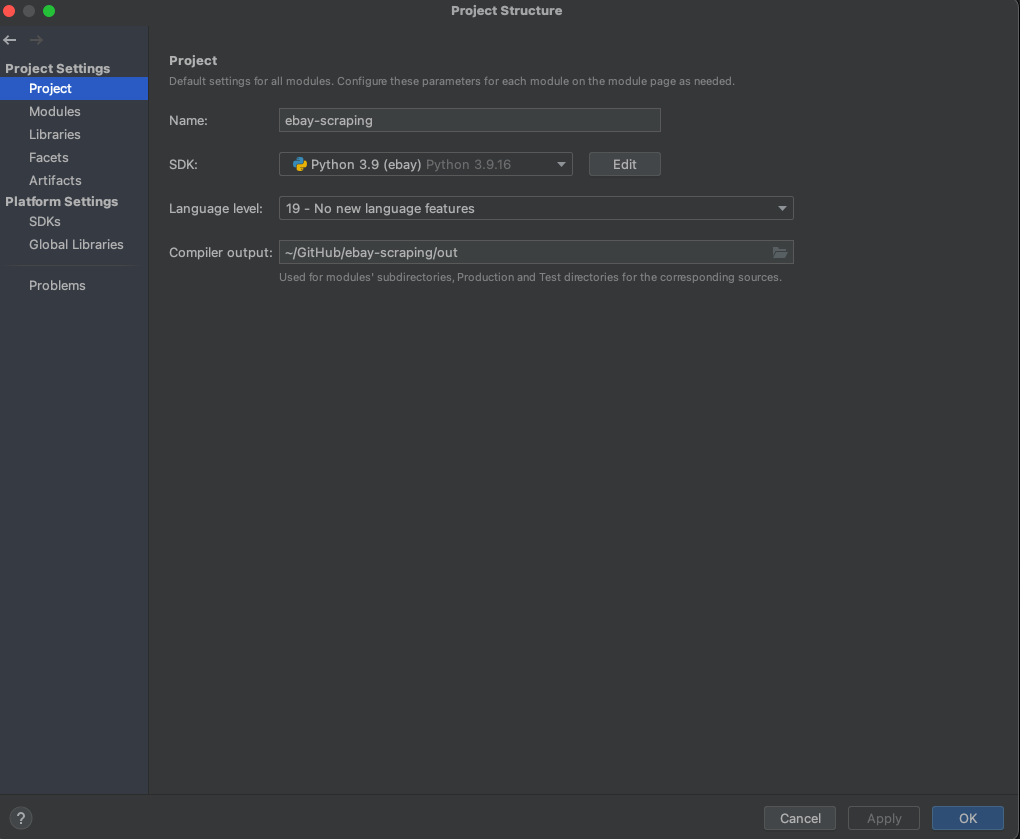 Project Structure
Project Settings
Project
Modules
Libraries
Facets
Artifacts
Platform Settings
SDKs
Global Libraries
Problems
Project
Default settings for all modules. Configure these parameters for each module on the module page as needed.
Name: ebay-scraping
SDK: Python 3.9 (ebay) Python 3.9.16 Edit
Language level: 19 - No new language features
Compiler output: ~/GitHub/ebay-scraping/out
Used for modules' subdirectories, Production and Test directories for the corresponding sources.
? Cancel Apply OK